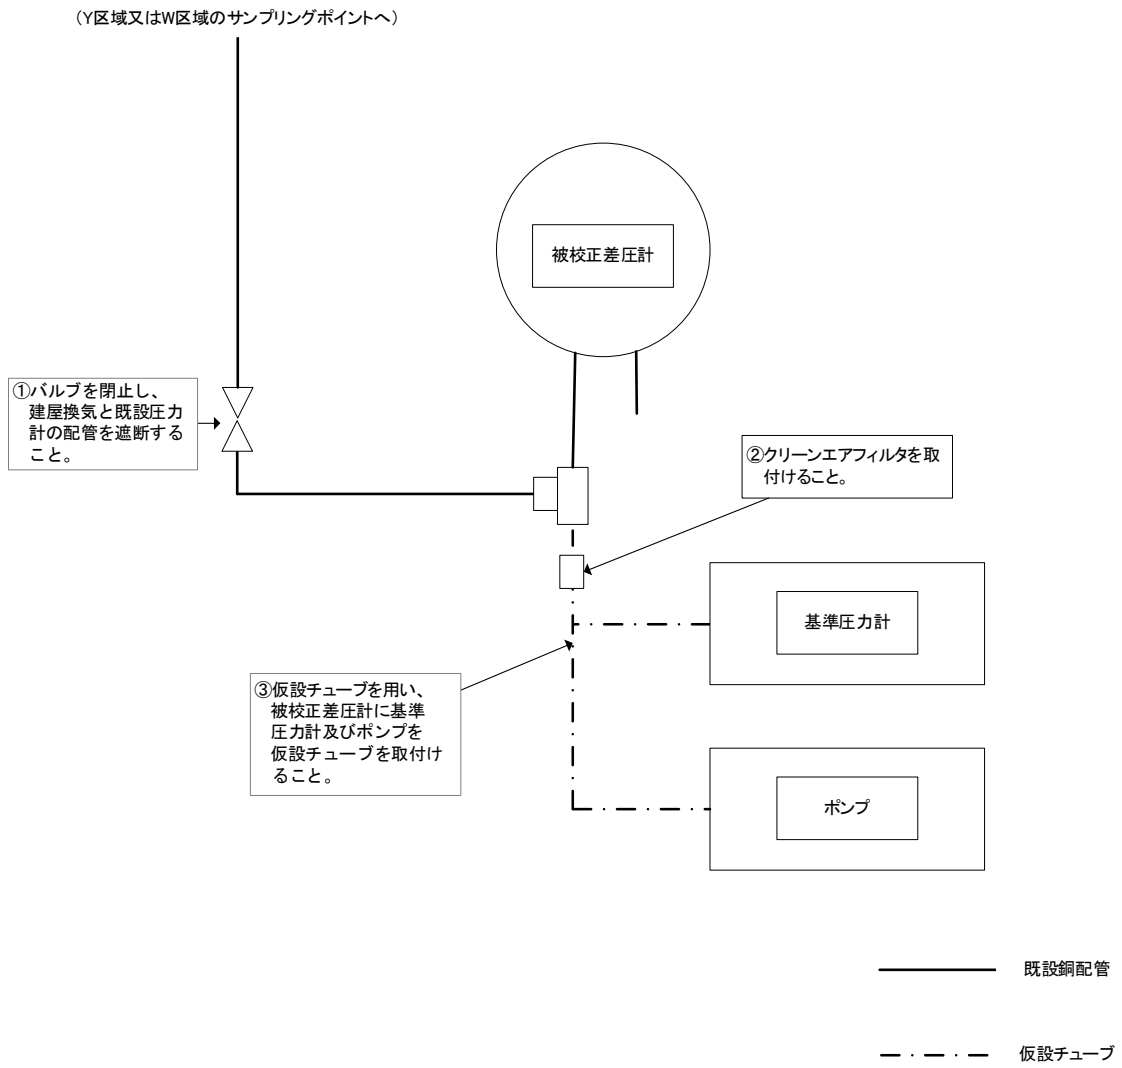 （Y区域又はW区域のサンプリングポイントへ）
被校正差圧計
①バルブを閉止し、
建屋換気と既設圧力
計の配管を遮断する
こと。
②クリーンエアフィルタを取
付けること。
基準圧力計
③仮設チューブを用い、
被校正差圧計に基準
圧力計及びポンプを
仮設チューブを取付け
ること。
ポンプ
既設銅配管
仮設チューブ